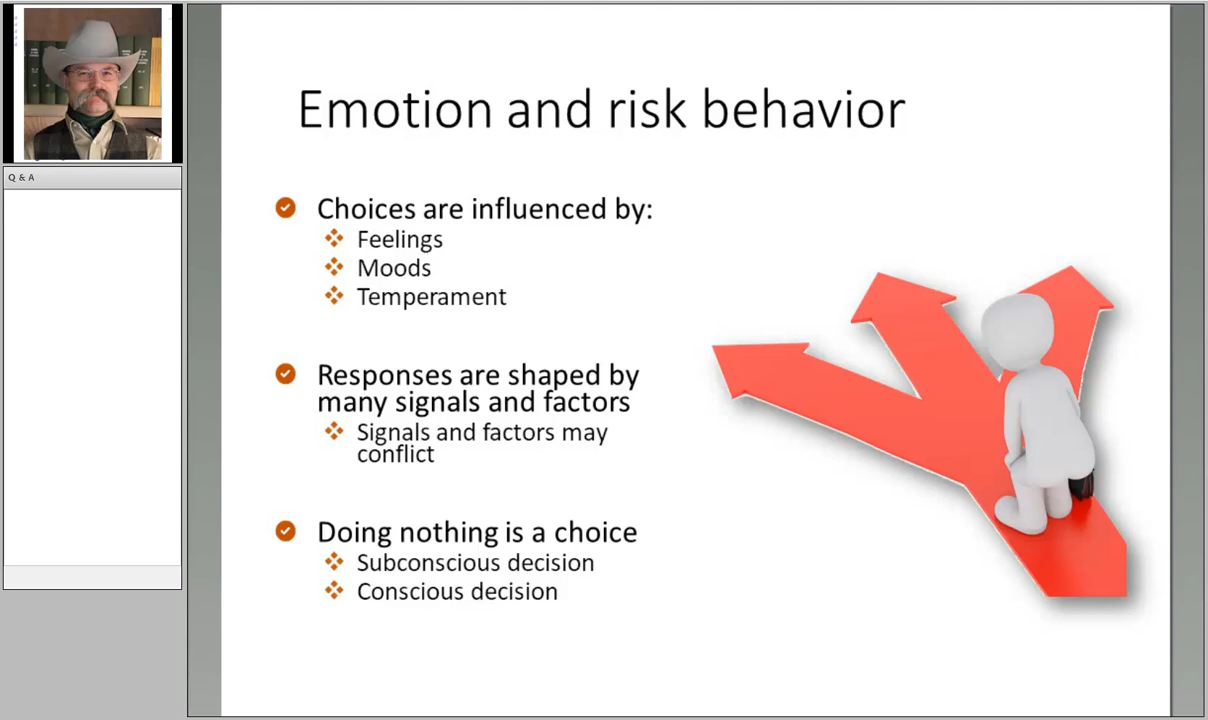 Q & A
Emotion and risk behavior
Choices are influenced by:
Feelings
Moods
Temperament
Responses are shaped by
many signals and factors
Signals and factors may
conflict
Doing nothing is a choice
Subconscious decision
Conscious decision